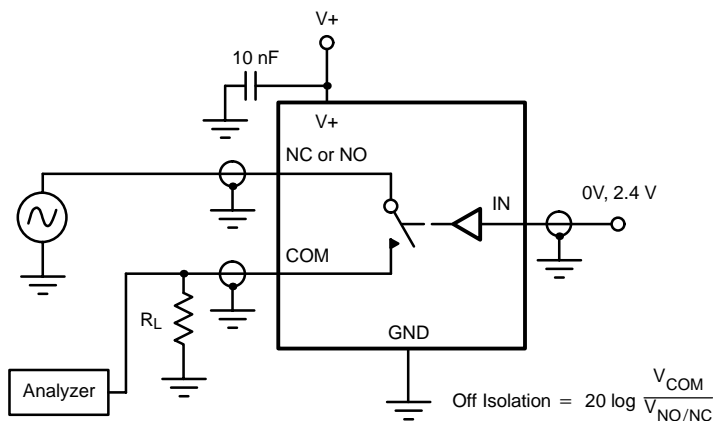 V+
10 nF
V+
NC or NO
IN
0V, 2.4 V
COM
RL
GND
Analyzer
Off Isolation = 20 log VCOM
VNO/NC